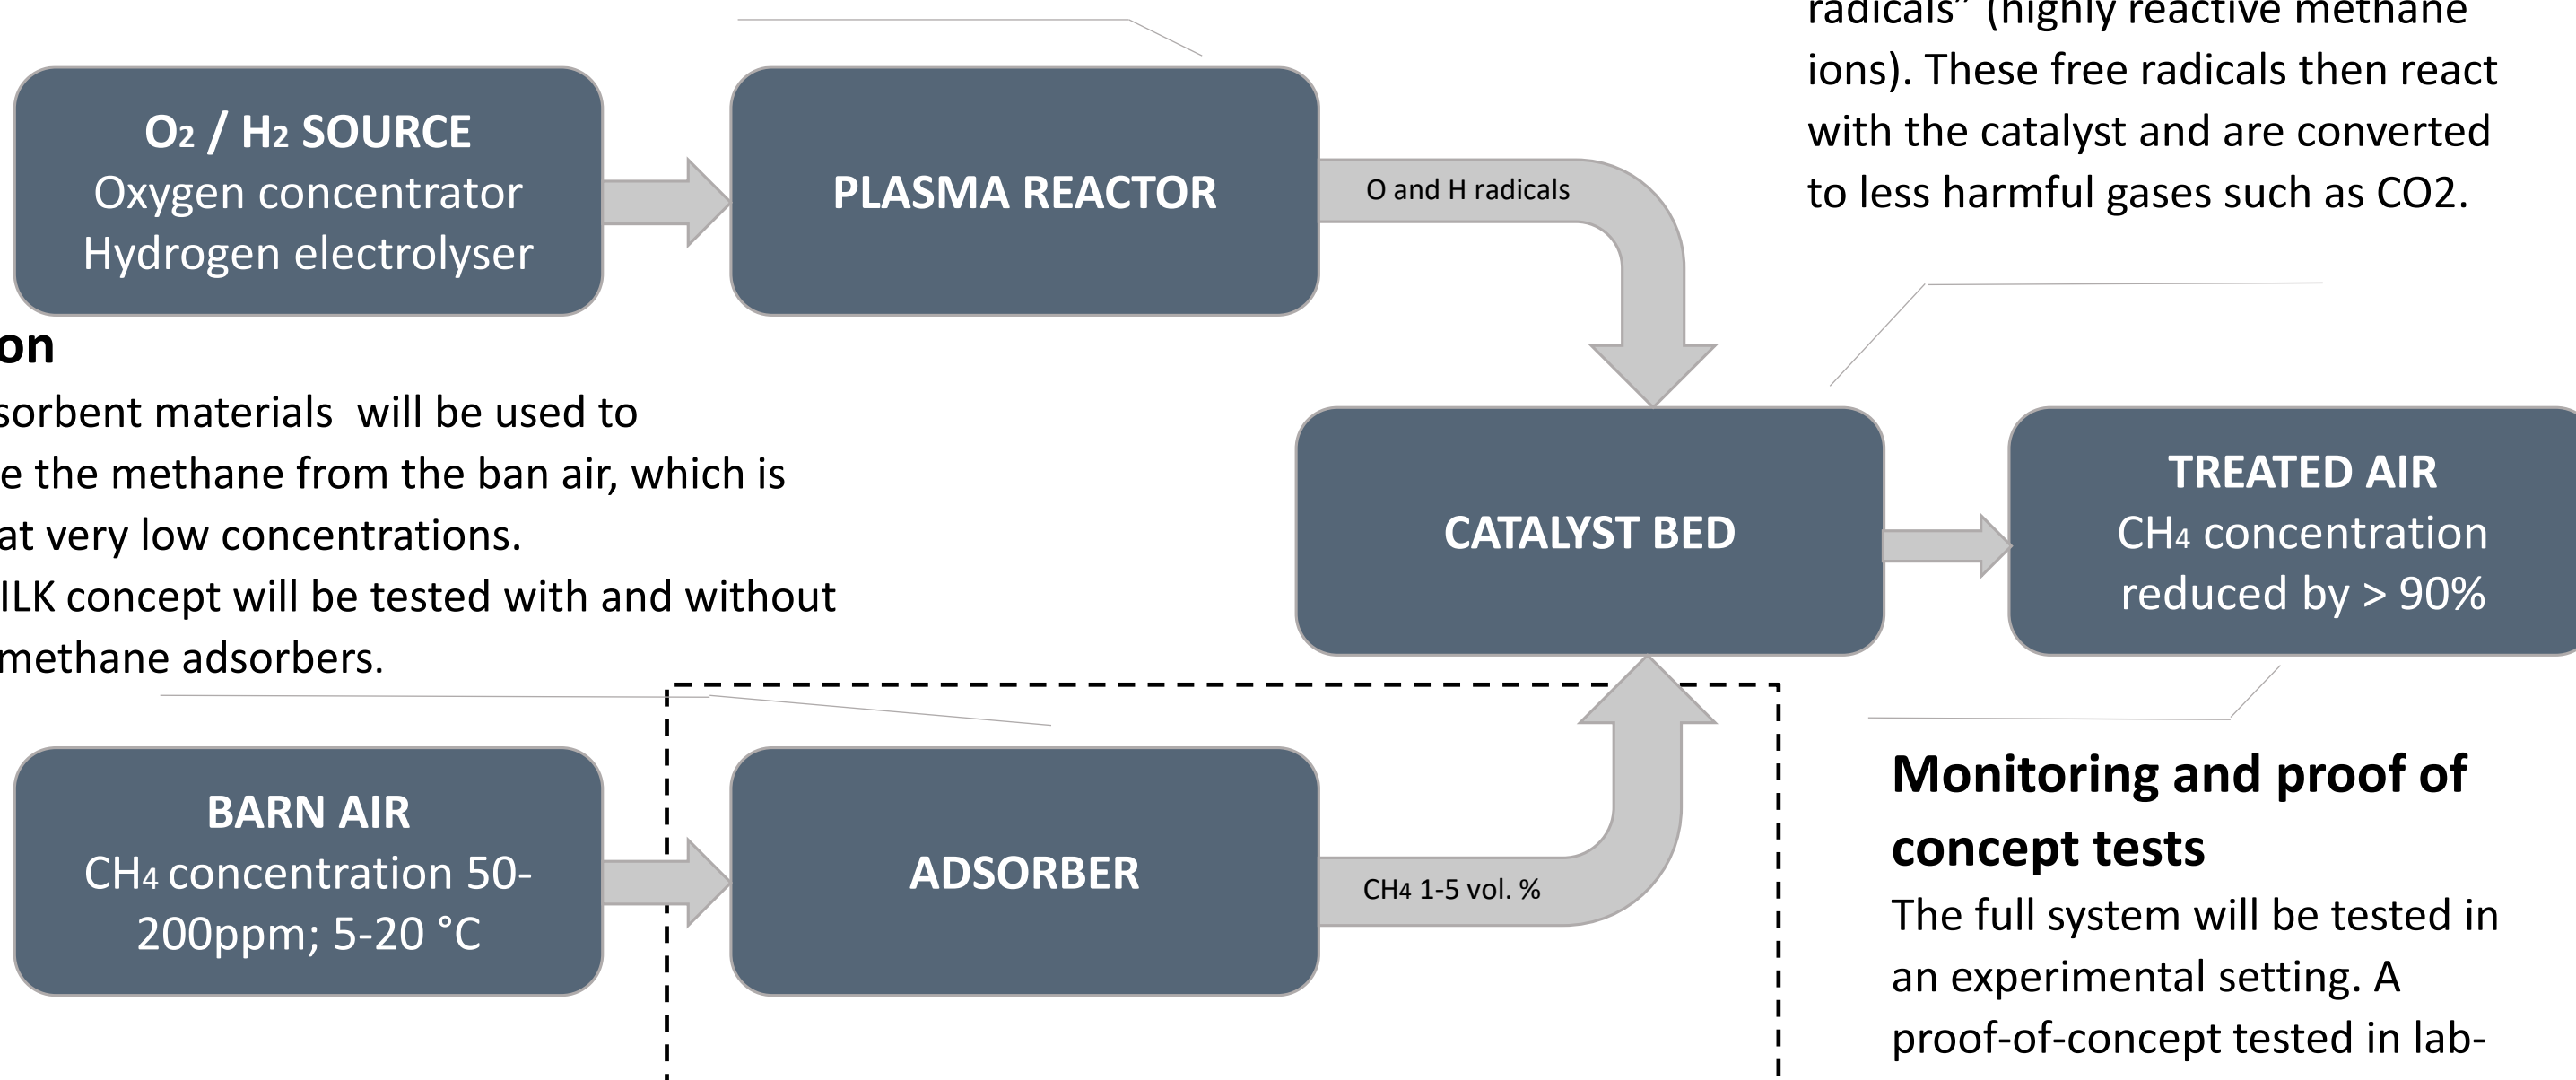 radicals” (highly reactive methane
ions). These free radicals then react
with the catalyst and are converted
to less harmful gases such as CO2.
O2 / H2 SOURCE
Oxygen concentrator
Hydrogen electrolyser
PLASMA REACTOR
O and H radicals
on
sorbent materials  will be used to
e the methane from the ban air, which is
at very low concentrations.
ILK concept will be tested with and without
methane adsorbers.
CATALYST BED
TREATED AIR
CH4 concentration
reduced by > 90%
BARN AIR
CH4 concentration 50-
200ppm; 5-20 °C
ADSORBER
CH4 1-5 vol. %
Monitoring and proof of
concept tests
The full system will be tested in
an experimental setting. A
proof-of-concept tested in lab-